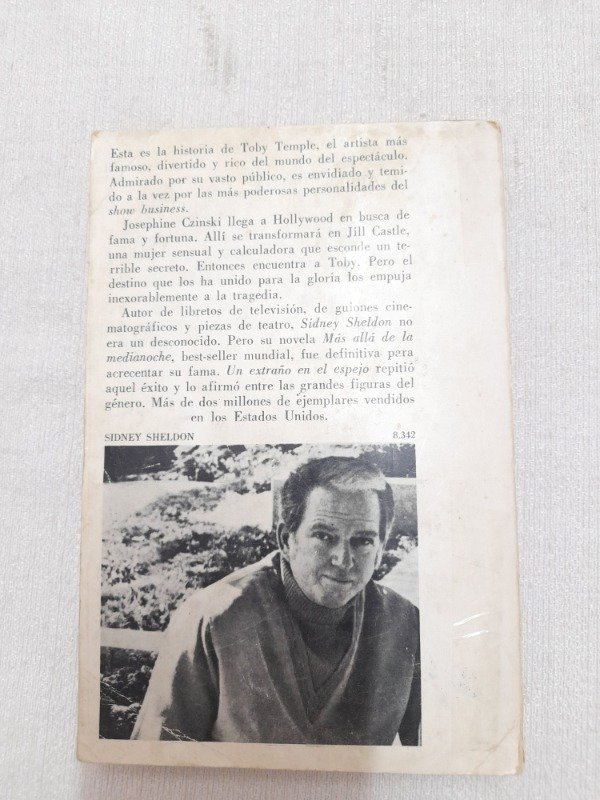 Esta es la historia de Toby Temple, el artista más
famoso, divertido y rico del mundo del espectáculo.
Admirado por su vasto público, es envidiado y temi-
do a la vez por las más poderosas personalidades del
show business.
Josephine Czinski llega a Hollywood en busca de
fama y fortuna. Allí se transformará en Jill Castle,
una mujer sensual y calculadora que esconde un te-
rrible secreto. Entonces encuentra a Toby. Pero el
destino que los ha unido para la gloria los empuja
inexorablemente a la tragedia.
Autor de libretos de televisión, de guiones cine-
matográficos y piezas de teatro, Sidney Sheldon no
era un desconocido. Pero su novela Más allá de la
medianoche, best-seller mundial, fue definitiva para
acrecentar su fama. Un extraño en el espejo repitió
aquel éxito y lo afirmó entre las grandes figuras del
género. Más de dos millones de ejemplares vendidos
en los Estados Unidos.
SIDNEY SHELDON 8.342